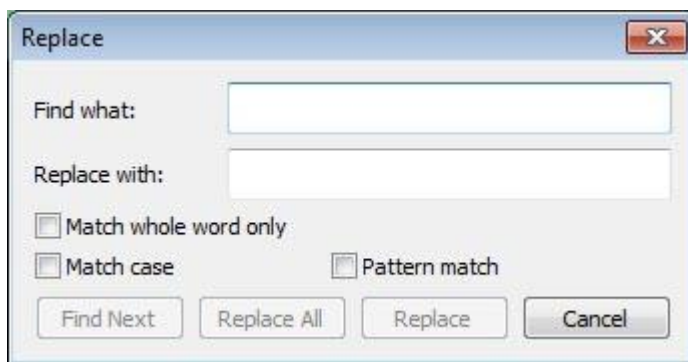 Replace
Find what:
Replace with:
Match whole word only
Match case Pattern match
Find Next Replace All Replace Cancel